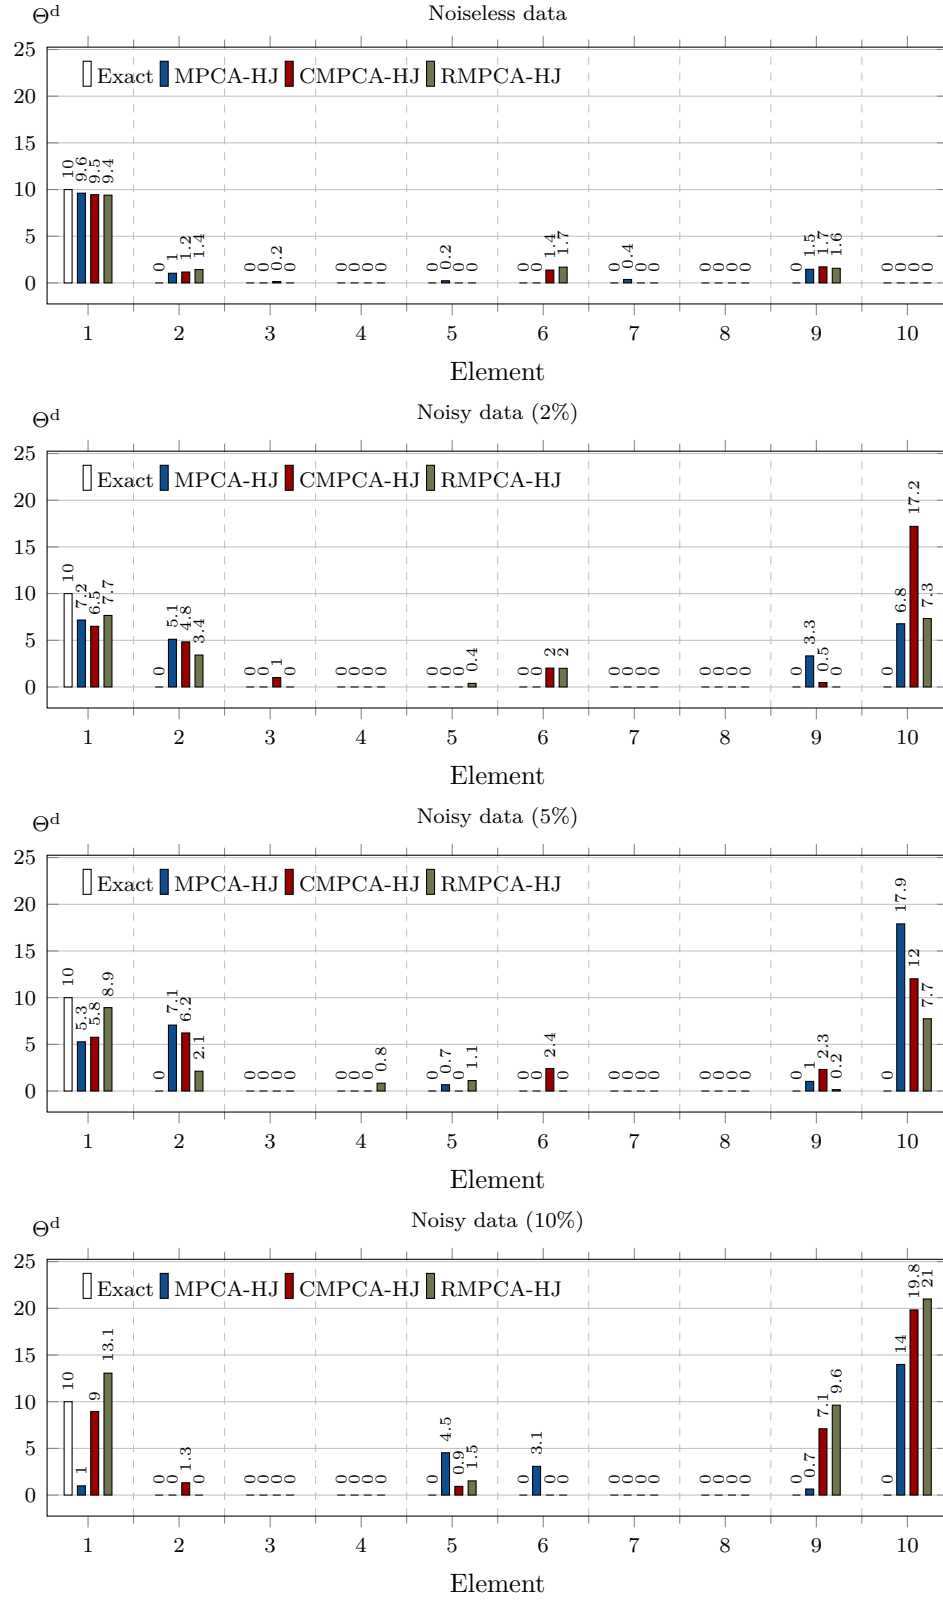 Noiseless data
Θd
Exact MPCA-HJ CMPCA-HJ RMPCA-HJ
25
20
15
10
5
0
10 9.6 9.5 9.4
0 1 1.2 1.4
0 0 0.2 0
0 0 0 0
0 0.2 0 0
0 0 1.4 1.7
0 0.4 0 0
0 0 0 0
0 1.5 1.7 1.6
0 0 0 0
1 2 3 4 5 6 7 8 9 10
Element
Noisy data (2%)
Θd
Exact MPCA-HJ CMPCA-HJ RMPCA-HJ
25
20
15
10
5
0
10 7.2 6.5 7.7
0 5.1 4.8 3.4
0 0 1 0
0 0 0 0
0 0 0 0.4
0 0 2 2
0 0 0 0
0 0 0 0
0 3.3 0.5 0
0 6.8 17.2 7.3
1 2 3 4 5 6 7 8 9 10
Element
Noisy data (5%)
Θd
Exact MPCA-HJ CMPCA-HJ RMPCA-HJ
25
20
15
10
5
0
10 5.3 5.8 8.9
0 7.1 6.2 2.1
0 0 0 0
0 0 0 0.8
0 0.7 0 1.1
0 0 2.4 0
0 0 0 0
0 0 0 0
0 1 2.3 0.2
0 17.9 12 7.7
1 2 3 4 5 6 7 8 9 10
Element
Noisy data (10%)
Θd
Exact MPCA-HJ CMPCA-HJ RMPCA-HJ
25
20
15
10
5
0
10 1 9 13.1
0 0 1.3 0
0 0 0 0
0 0 0 0
0 4.5 0.9 1.5
0 3.1 0 0
0 0 0 0
0 0 0 0
0 0.7 7.1 9.6
0 14 19.8 21
1 2 3 4 5 6 7 8 9 10
Element